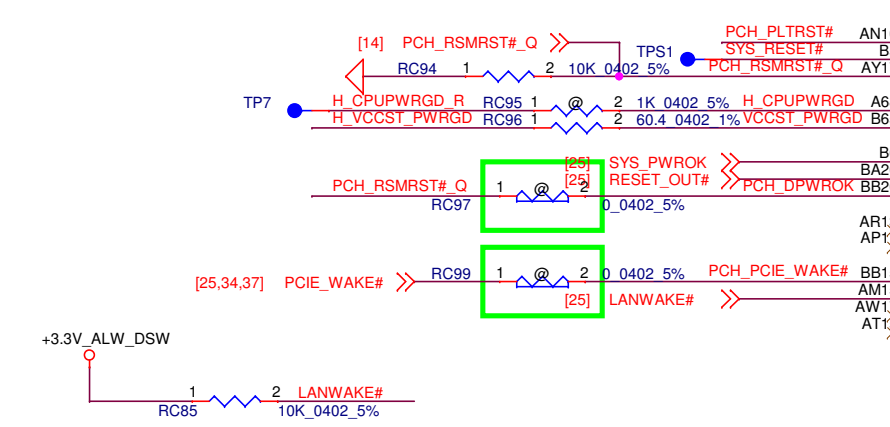 PCH_PLTRST# AN1
[14] PCH_RSMRST#_Q TPS1 SYS_RESET# B
RC94 1 2 10K_0402_5% PCH_RSMRST#_Q AY1
TP7 H_CPUPWRGD_R RC95 1 @ 2 1K_0402_5% H_CPUPWRGD A6
H_VCCST_PWRGD RC96 1 2 60.4_0402_1% VCCST_PWRGD B6
[25] SYS_PWROK B
[25] RESET_OUT# BA2
PCH_RSMRST#_Q 1 @ 2 PCH_DPWROK BB2
RC97 0_0402_5%
AR1
AP1
[25,34,37] PCIE_WAKE# RC99 1 @ 2 0_0402_5% PCH_PCIE_WAKE# BB1
[25] LANWAKE# AM1
AW1
AT1
+3.3V_ALW_DSW
1 2 LANWAKE#
RC85 10K_0402_5%